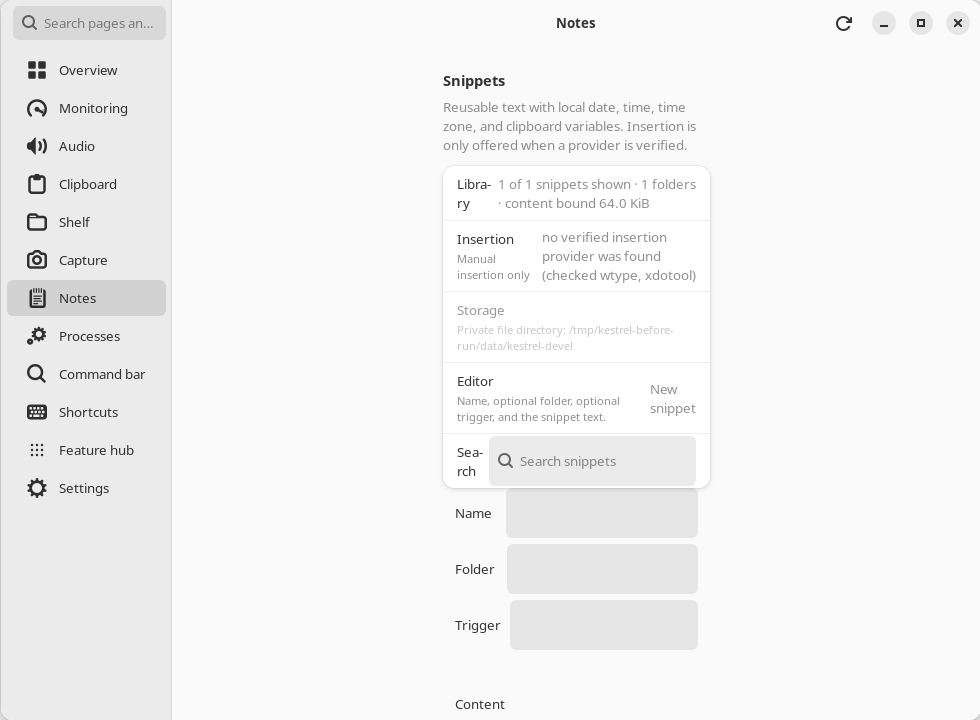 Search pages an...
Overview
Monitoring
Audio
Clipboard
Shelf
Capture
Notes
Processes
Command bar
Shortcuts
Feature hub
Settings
Notes
Snippets
Reusable text with local date, time, time
zone, and clipboard variables. Insertion is
only offered when a provider is verified.
Libra-
ry
1 of 1 snippets shown · 1 folders
· content bound 64.0 KiB
Insertion
Manual
insertion only
no verified insertion
provider was found
(checked wtype, xdotool)
Storage
Private file directory: /tmp/kestrel-before-
run/data/kestrel-devel
Editor
Name, optional folder, optional
trigger, and the snippet text.
New
snippet
Sea-
rch
Search snippets
Name
Folder
Trigger
Content